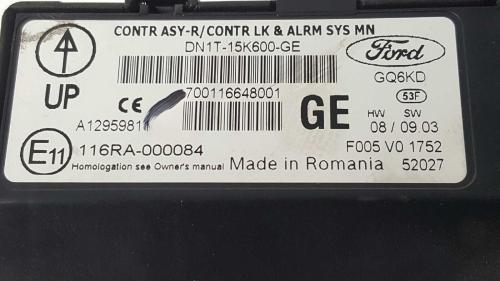 CONTR ASY-R/CONTR LK & ALRM SYS MN
DN1T-15K600-GE
Ford
UP
GQ6KD
53F
700116648001
CE
GE
HW SW
A1295981
08 / 09.03
E11
116RA-000084
F005 V0 1752
Homologation see Owner's manual
Made in Romania
52027